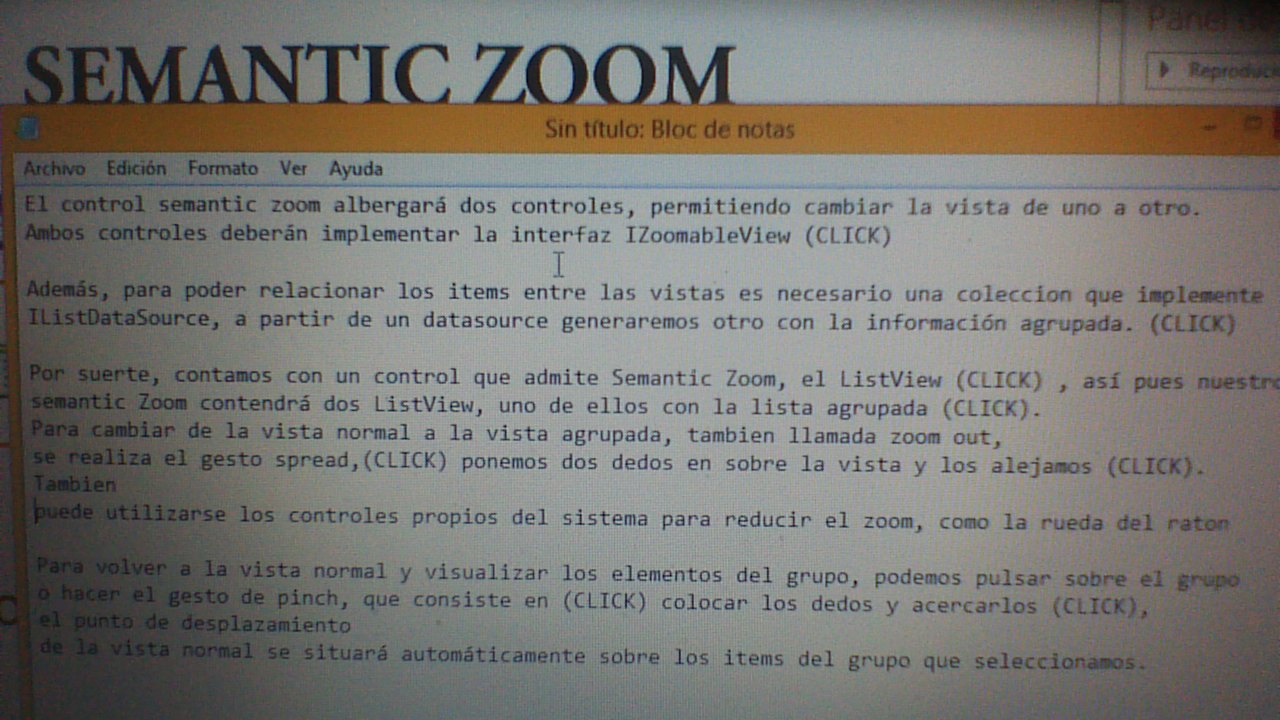 SEMANTIC ZOOM
Sin título: Bloc de notas
Archivo Edición Formato Ver Ayuda
El control semantic zoom albergará dos controles, permitiendo cambiar la vista de uno a otro.
Ambos controles deberán implementar la interfaz IZoomableView (CLICK)
Además, para poder relacionar los items entre las vistas es necesario una coleccion que implemente
IListDataSource, a partir de un datasource generaremos otro con la información agrupada. (CLICK)
Por suerte, contamos con un control que admite Semantic Zoom, el ListView (CLICK) , así pues nuestro
semantic Zoom contendrá dos ListView, uno de ellos con la lista agrupada (CLICK).
Para cambiar de la vista normal a la vista agrupada, tambien llamada zoom out,
se realiza el gesto spread,(CLICK) ponemos dos dedos en sobre la vista y los alejamos (CLICK).
Tambien
puede utilizarse los controles propios del sistema para reducir el zoom, como la rueda del raton
Para volver a la vista normal y visualizar los elementos del grupo, podemos pulsar sobre el grupo
o hacer el gesto de pinch, que consiste en (CLICK) colocar los dedos y acercarlos (CLICK),
el punto de desplazamiento
de la vista normal se situará automáticamente sobre los items del grupo que seleccionamos.